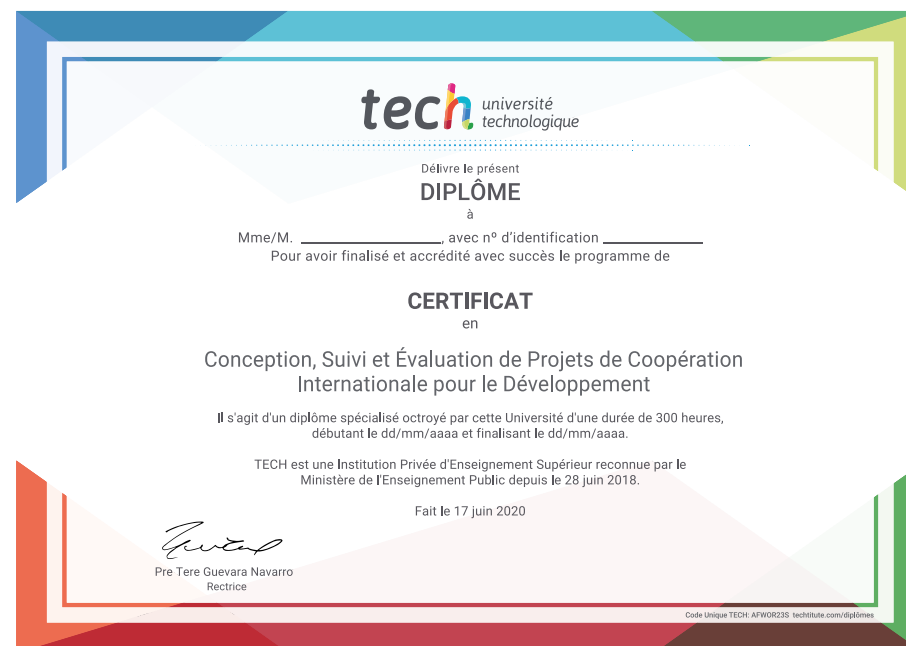 tech université
technologique
Délivre le présent
DIPLÔME
à
Mme/M. ____________________, avec nº d'identification ______________
Pour avoir finalisé et accrédité avec succès le programme de
CERTIFICAT
en
Conception, Suivi et Évaluation de Projets de Coopération
Internationale pour le Développement
Il s'agit d'un diplôme spécialisé octroyé par cette Université d'une durée de 300 heures,
débutant le dd/mm/aaaa et finalisant le dd/mm/aaaa.
TECH est une Institution Privée d'Enseignement Supérieur reconnue par le
Ministère de l'Enseignement Public depuis le 28 juin 2018.
Fait le 17 juin 2020
Pre Tere Guevara Navarro
Rectrice
Code Unique TECH: AFWOR23S techtitute.com/diplômes